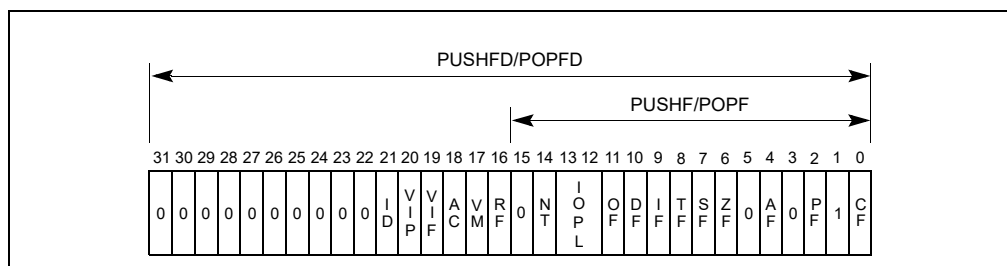 PUSHFD/POPFD
PUSHF/POPF
31 30 29 28 27 26 25 24 23 22 21 20 19 18 17 16 15 14 13 12 11 10 9 8 7 6 5 4 3 2 1 0
0 0 0 0 0 0 0 0 0 0 ID VIP VIF AC VM RF 0 NT IOPL OF DF IF TF SF ZF 0 AF 0 PF 1 CF